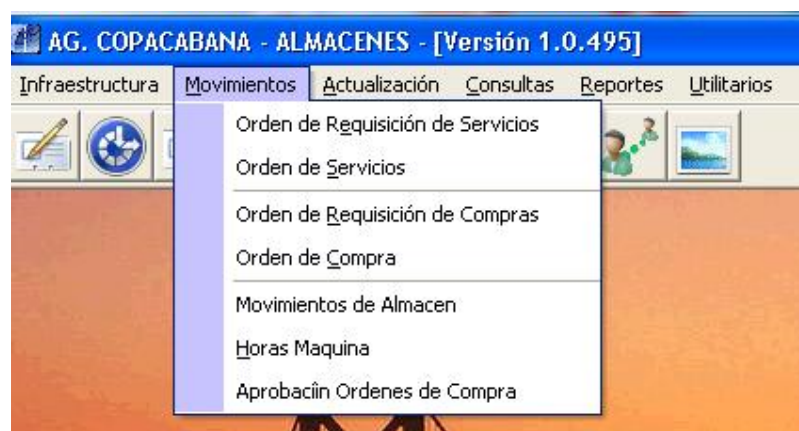 AG. COPACABANA - ALMACENES - [Versión 1.0.495]
Infraestructura Movimientos Actualización Consultas Reportes Utilitarios
Orden de Requisición de Servicios
Orden de Servicios
Orden de Requisición de Compras
Orden de Compra
Movimientos de Almacen
Horas Maquina
Aprobacîin Ordenes de Compra